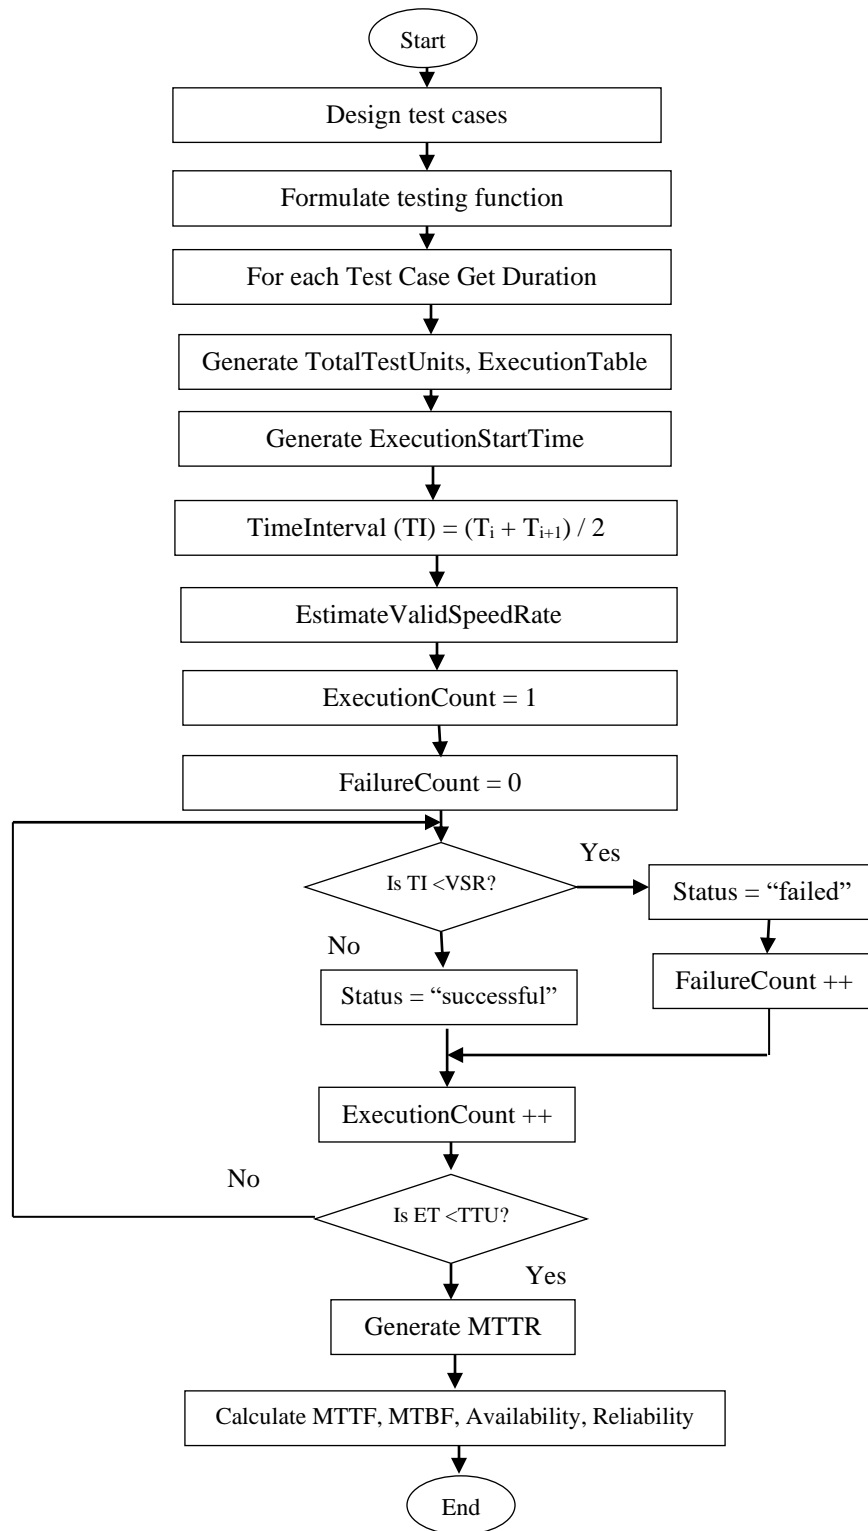 Start
Design test cases
Formulate testing function
For each Test Case Get Duration
Generate TotalTestUnits, ExecutionTable
Generate ExecutionStartTime
TimeInterval (TI) = (Tᵢ + Tᵢ₊₁) / 2
EstimateValidSpeedRate
ExecutionCount = 1
FailureCount = 0
Is TI <VSR?
Yes
Status = “failed”
No
FailureCount ++
Status = “successful”
ExecutionCount ++
No
Is ET <TTU?
Yes
Generate MTTR
Calculate MTTF, MTBF, Availability, Reliability
End